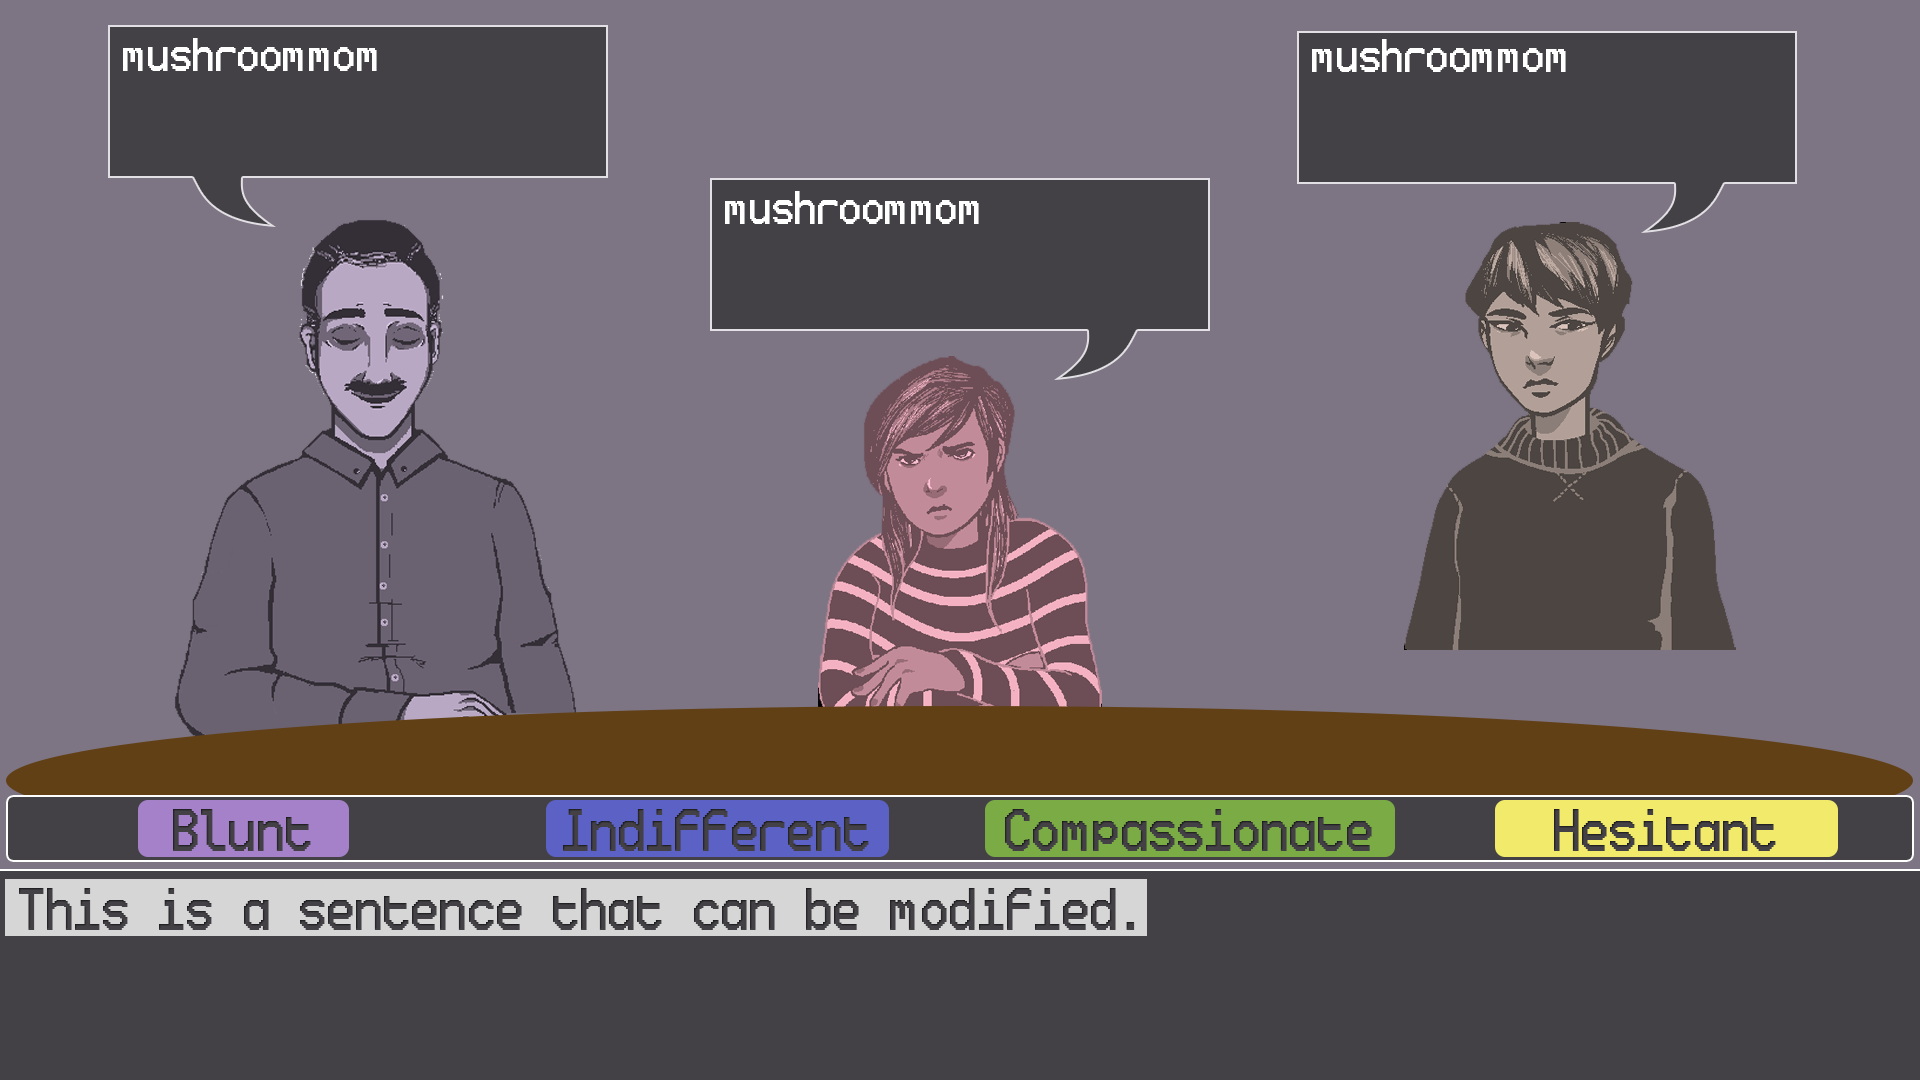 mushroommom
mushroommom
mushroommom
Blunt
Indifferent
Compassionate
Hesitant
This is a sentence that can be modified.